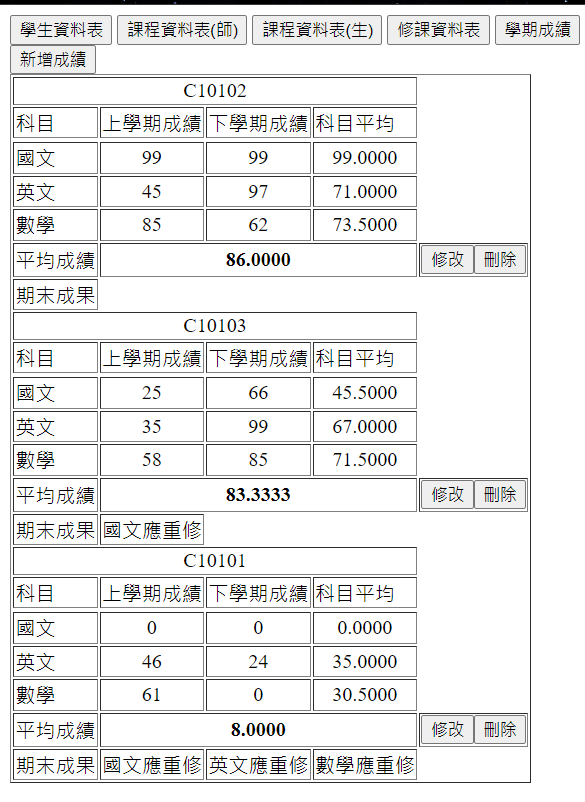 學生資料表 課程資料表(師) 課程資料表(生) 修課資料表 學期成績
新增成績
C10102
科目 上學期成績 下學期成績 科目平均
國文 99 99 99.0000
英文 45 97 71.0000
數學 85 62 73.5000
平均成績 86.0000 修改 刪除
期末成果
C10103
科目 上學期成績 下學期成績 科目平均
國文 25 66 45.5000
英文 35 99 67.0000
數學 58 85 71.5000
平均成績 83.3333 修改 刪除
期末成果 國文應重修
C10101
科目 上學期成績 下學期成績 科目平均
國文 0 0 0.0000
英文 46 24 35.0000
數學 61 0 30.5000
平均成績 8.0000 修改 刪除
期末成果 國文應重修 英文應重修 數學應重修